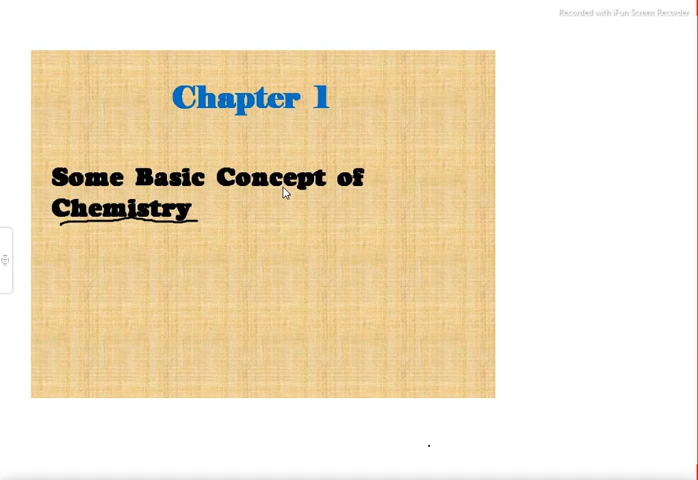 Recorded with iFun Screen Recorder
Chapter 1
Some Basic Concept of
Chemistry